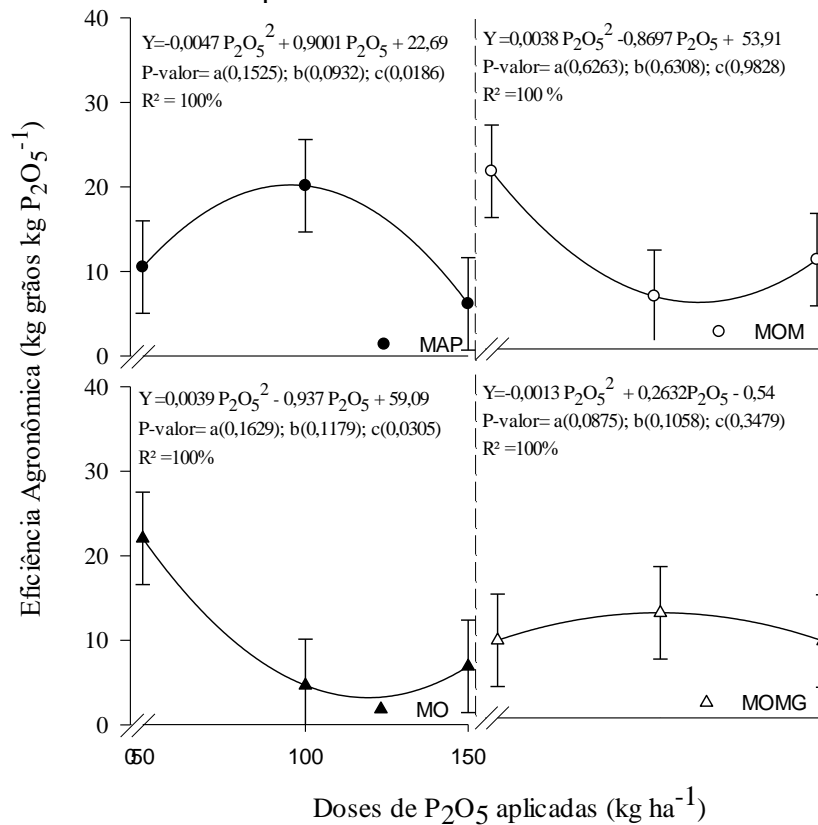 40
Y=-0,0047 P₂O₅² + 0,9001 P₂O₅ + 22,69
P-valor= a(0,1525); b(0,0932); c(0,0186)
R² = 100%
Y=0,0038 P₂O₅² -0,8697 P₂O₅ + 53,91
P-valor= a(0,6263); b(0,6308); c(0,9828)
R² =100 %
30
20
10
0
MAP
MOM
40
Y=0,0039 P₂O₅² - 0,937 P₂O₅ + 59,09
P-valor= a(0,1629); b(0,1179); c(0,0305)
R² =100%
Y=-0,0013 P₂O₅² + 0,2632P₂O₅ - 0,54
P-valor= a(0,0875); b(0,1058); c(0,3479)
R² =100%
30
20
10
0
MO
MOMG
0 50
100
150
Eficiência Agronômica (kg grãos kg P₂O₅⁻¹)
Doses de P₂O₅ aplicadas (kg ha⁻¹)